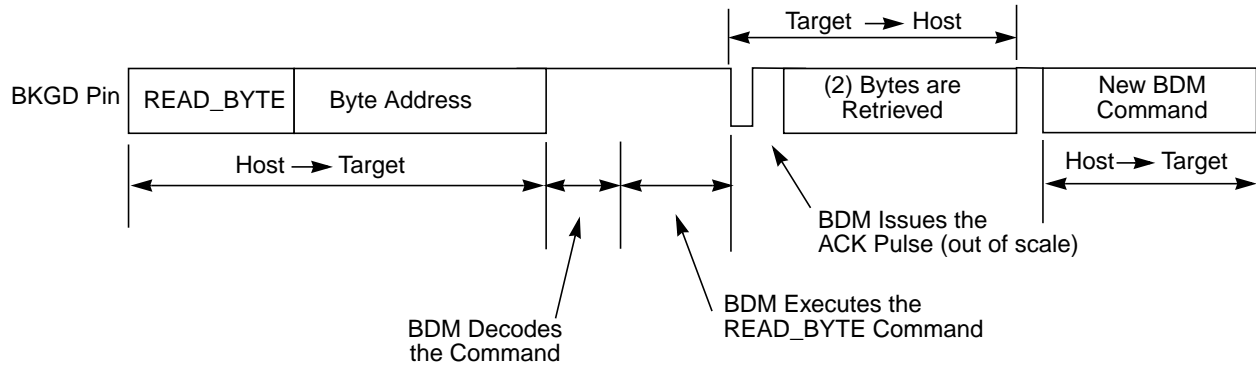 Target → Host
BKGD Pin
READ_BYTE
Byte Address
(2) Bytes are
Retrieved
New BDM
Command
Host → Target
Host → Target
BDM Issues the
ACK Pulse (out of scale)
BDM Decodes
the Command
BDM Executes the
READ_BYTE Command